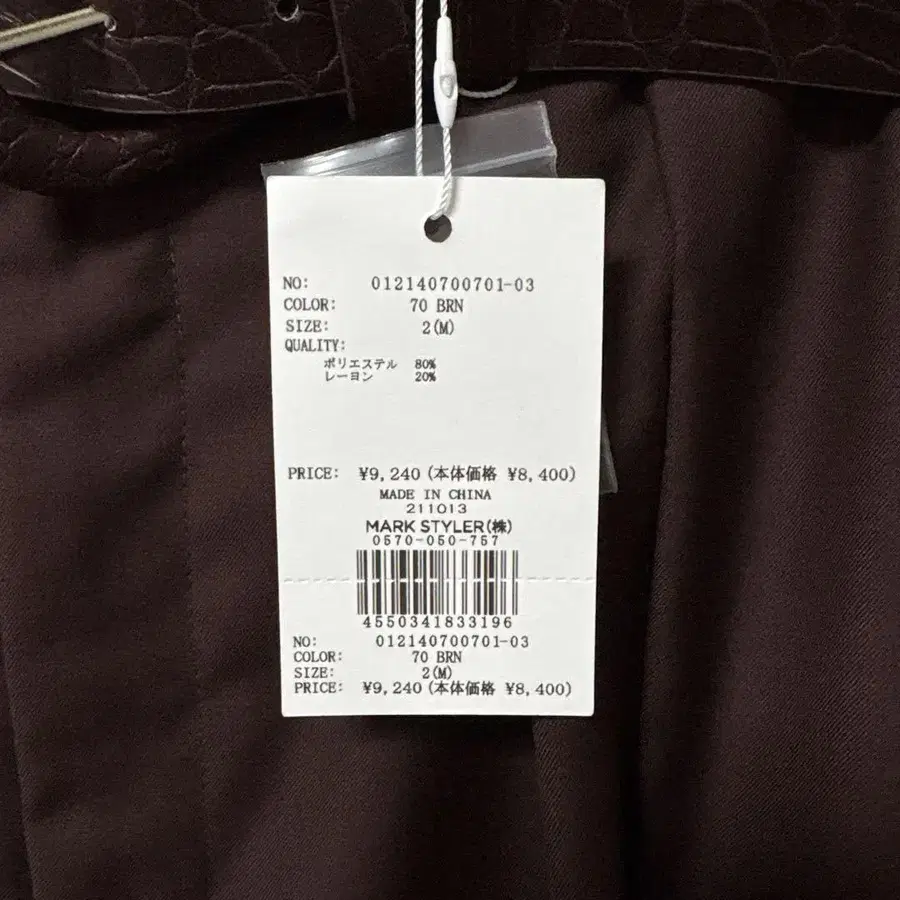 NO: 012140700701-03
COLOR: 70 BRN
SIZE: 2(M)
QUALITY:
ポリエステル 80%
レーヨン 20%
PRICE: ¥9,240(本体価格 ¥8,400)
MADE IN CHINA
211013
MARK STYLER(株)
0570-050-757
4550341833196
NO: 012140700701-03
COLOR: 70 BRN
SIZE: 2(M)
PRICE: ¥9,240(本体価格 ¥8,400)